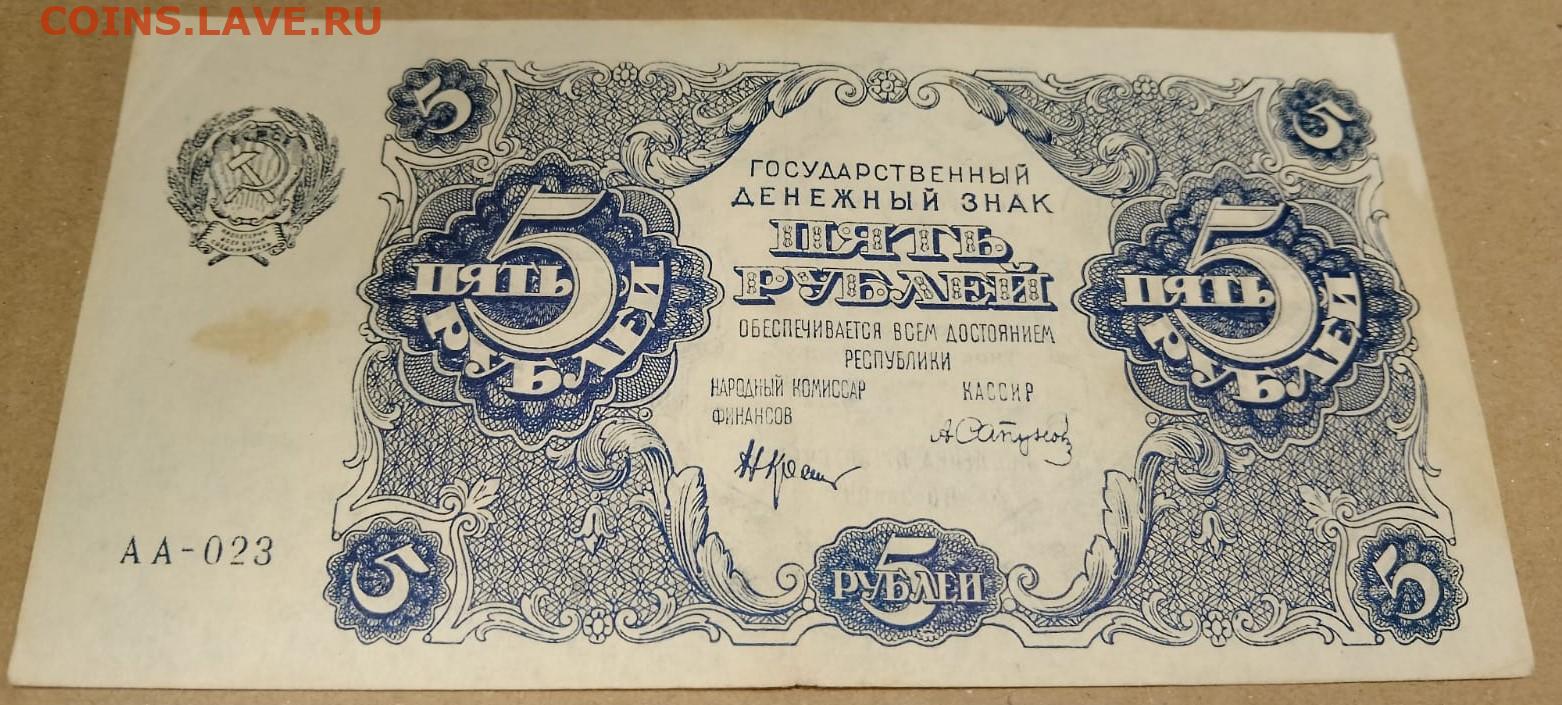 COINS.LAVE.RU
5
5
ГОСУДАРСТВЕННЫЙ
ДЕНЕЖНЫЙ ЗНАК
ПЯТЬ
РУБЛЕЙ
5
ПЯТЬ
РУБЛЕЙ
5
ПЯТЬ
РУБЛЕЙ
ОБЕСПЕЧИВАЕТСЯ ВСЕМ ДОСТОЯНИЕМ
РЕСПУБЛИКИ
НАРОДНЫЙ КОМИССАР
ФИНАНСОВ
КАССИР
АСапунов
АА-023
5
5
РУБЛЕЙ
5